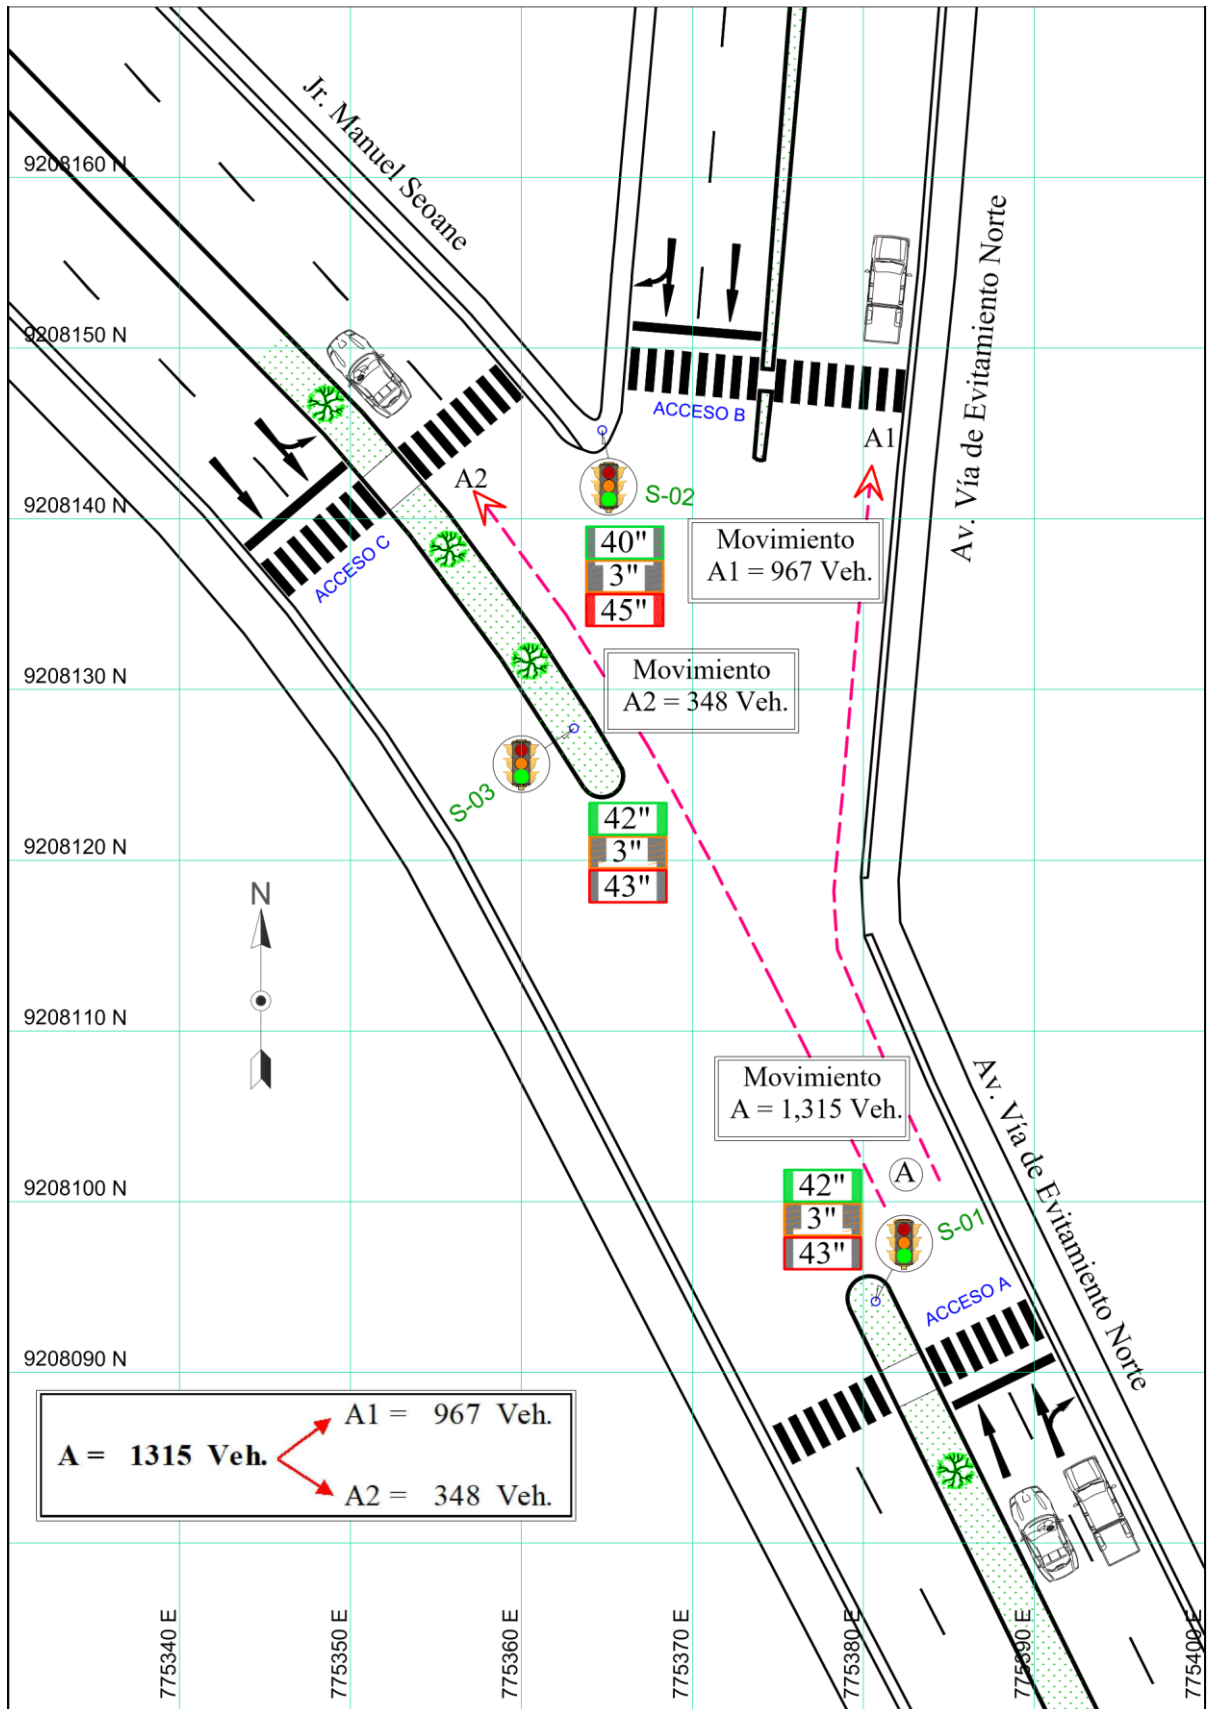 Jr. Manuel Seoane
9208160 N
Av. Vía de Evitamiento Norte
9208150 N
ACCESO B
A1
A2
S-02
9208140 N
40"
3"
45"
Movimiento
A1 = 967 Veh.
ACCESO C
Movimiento
A2 = 348 Veh.
9208130 N
S-03
42"
3"
43"
9208120 N
N
9208110 N
Movimiento
A = 1,315 Veh.
Av. Vía de Evitamiento Norte
A
9208100 N
42"
3"
43"
S-01
ACCESO A
9208090 N
A = 1315 Veh.
A1 = 967 Veh.
A2 = 348 Veh.
775340 E
775350 E
775360 E
775370 E
775380 E
775390 E
775400 E